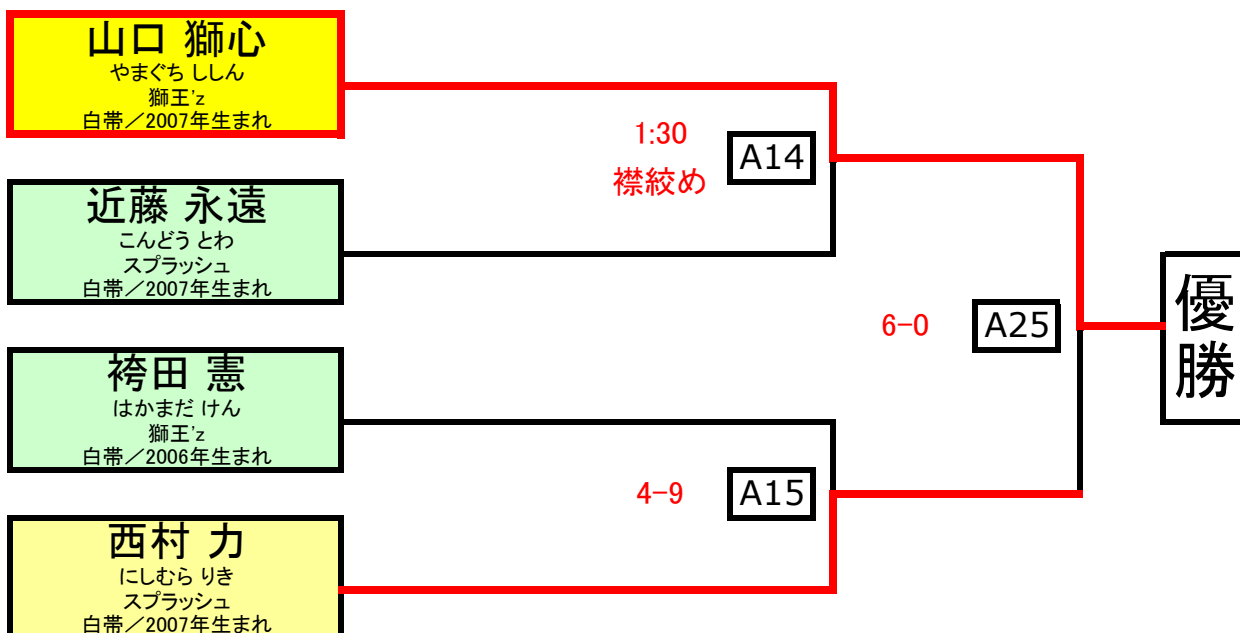 山口 獅心
やまぐち ししん
獅王'z
白帯／2007年生まれ
近藤 永遠
こんどう とわ
スプラッシュ
白帯／2007年生まれ
袴田 憲
はかまだ けん
獅王'z
白帯／2006年生まれ
西村 力
にしむら りき
スプラッシュ
白帯／2007年生まれ
1:30
襟絞め
A14
4-9
A15
6-0
A25
優
勝